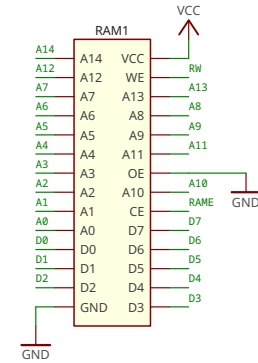 VCC
RAM1
A14 A14 VCC
A12 A12 WE RW
A7 A7 A13 A13
A6 A6 A8 A8
A5 A5 A9 A9
A4 A4 A11 A11
A3 A3 OE
A2 A2 A10 A10
GND
A1 A1 CE RAME
A0 A0 D7 D7
D0 D0 D6 D6
D1 D1 D5 D5
D2 D2 D4 D4
GND D3 D3
GND